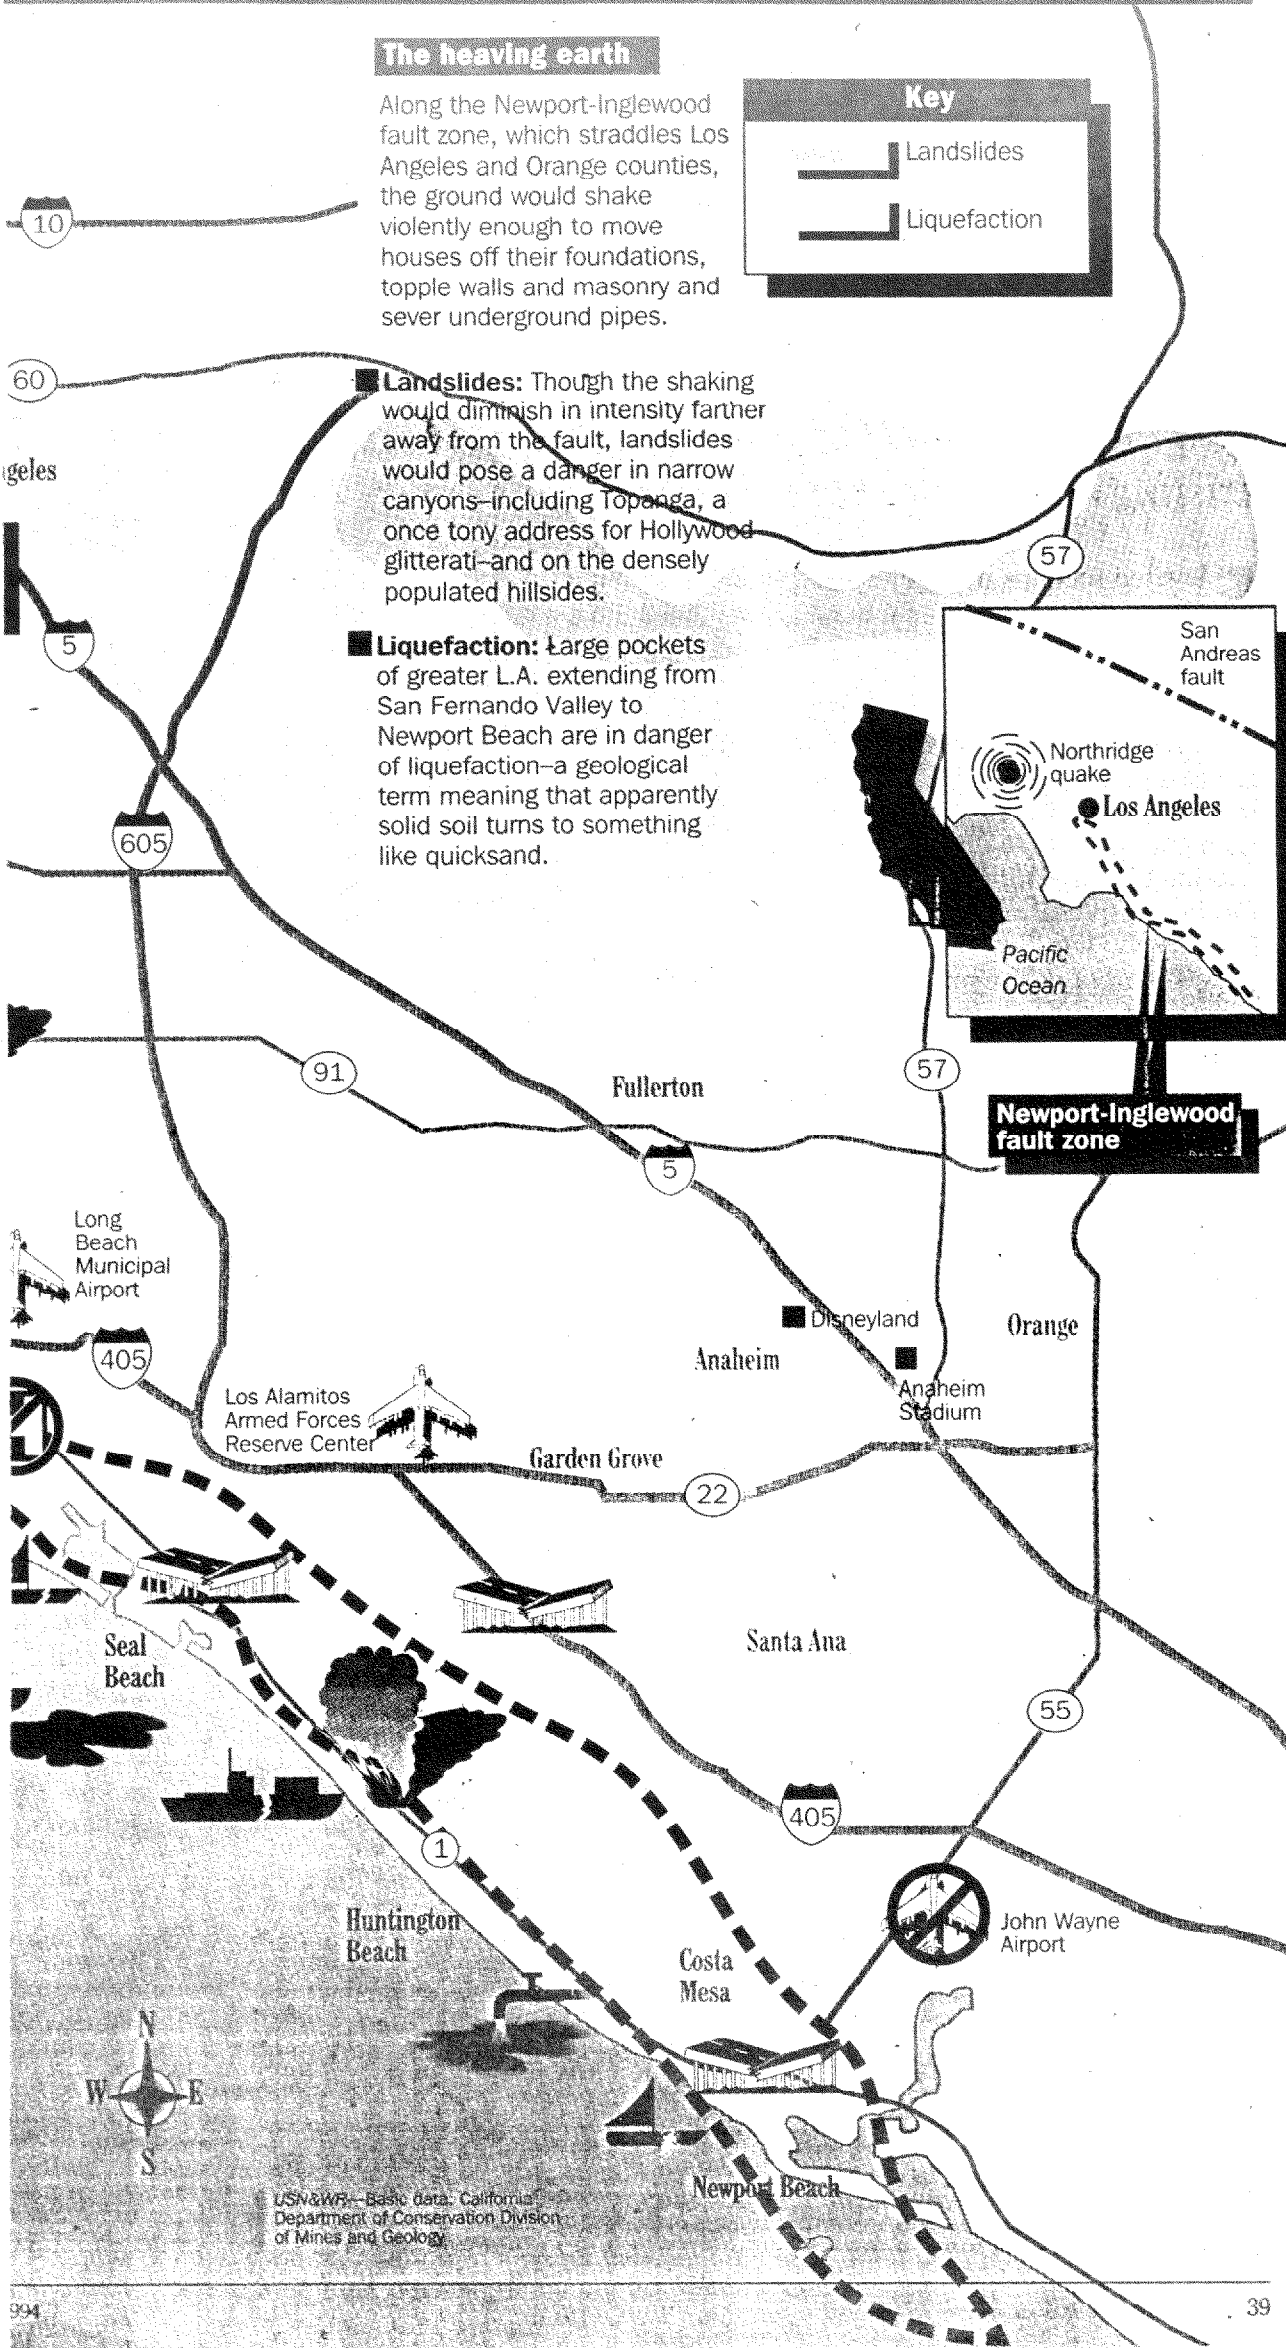 The heaving earth
Along the Newport-Inglewood
fault zone, which straddles Los
Angeles and Orange counties,
the ground would shake
violently enough to move
houses off their foundations,
topple walls and masonry and
sever underground pipes.
Key
Landslides
Liquefaction
10
60
Landslides: Though the shaking
would diminish in intensity farther
away from the fault, landslides
would pose a danger in narrow
canyons–including Topanga, a
once tony address for Hollywood
glitterati–and on the densely
populated hillsides.
geles
57
5
Liquefaction: Large pockets
of greater L.A. extending from
San Fernando Valley to
Newport Beach are in danger
of liquefaction–a geological
term meaning that apparently
solid soil turns to something
like quicksand.
San
Andreas
fault
Northridge
quake
Los Angeles
Pacific
Ocean
605
91
Fullerton
57
Newport-Inglewood
fault zone
5
Long
Beach
Municipal
Airport
Disneyland
Orange
405
Anaheim
Anaheim
Stadium
Los Alamitos
Armed Forces
Reserve Center
Garden Grove
22
Seal
Beach
Santa Ana
55
405
1
Huntington
Beach
Costa
Mesa
John Wayne
Airport
N
W E
S
Newport Beach
USN&WR—Basic data: California
Department of Conservation Division
of Mines and Geology
994
39